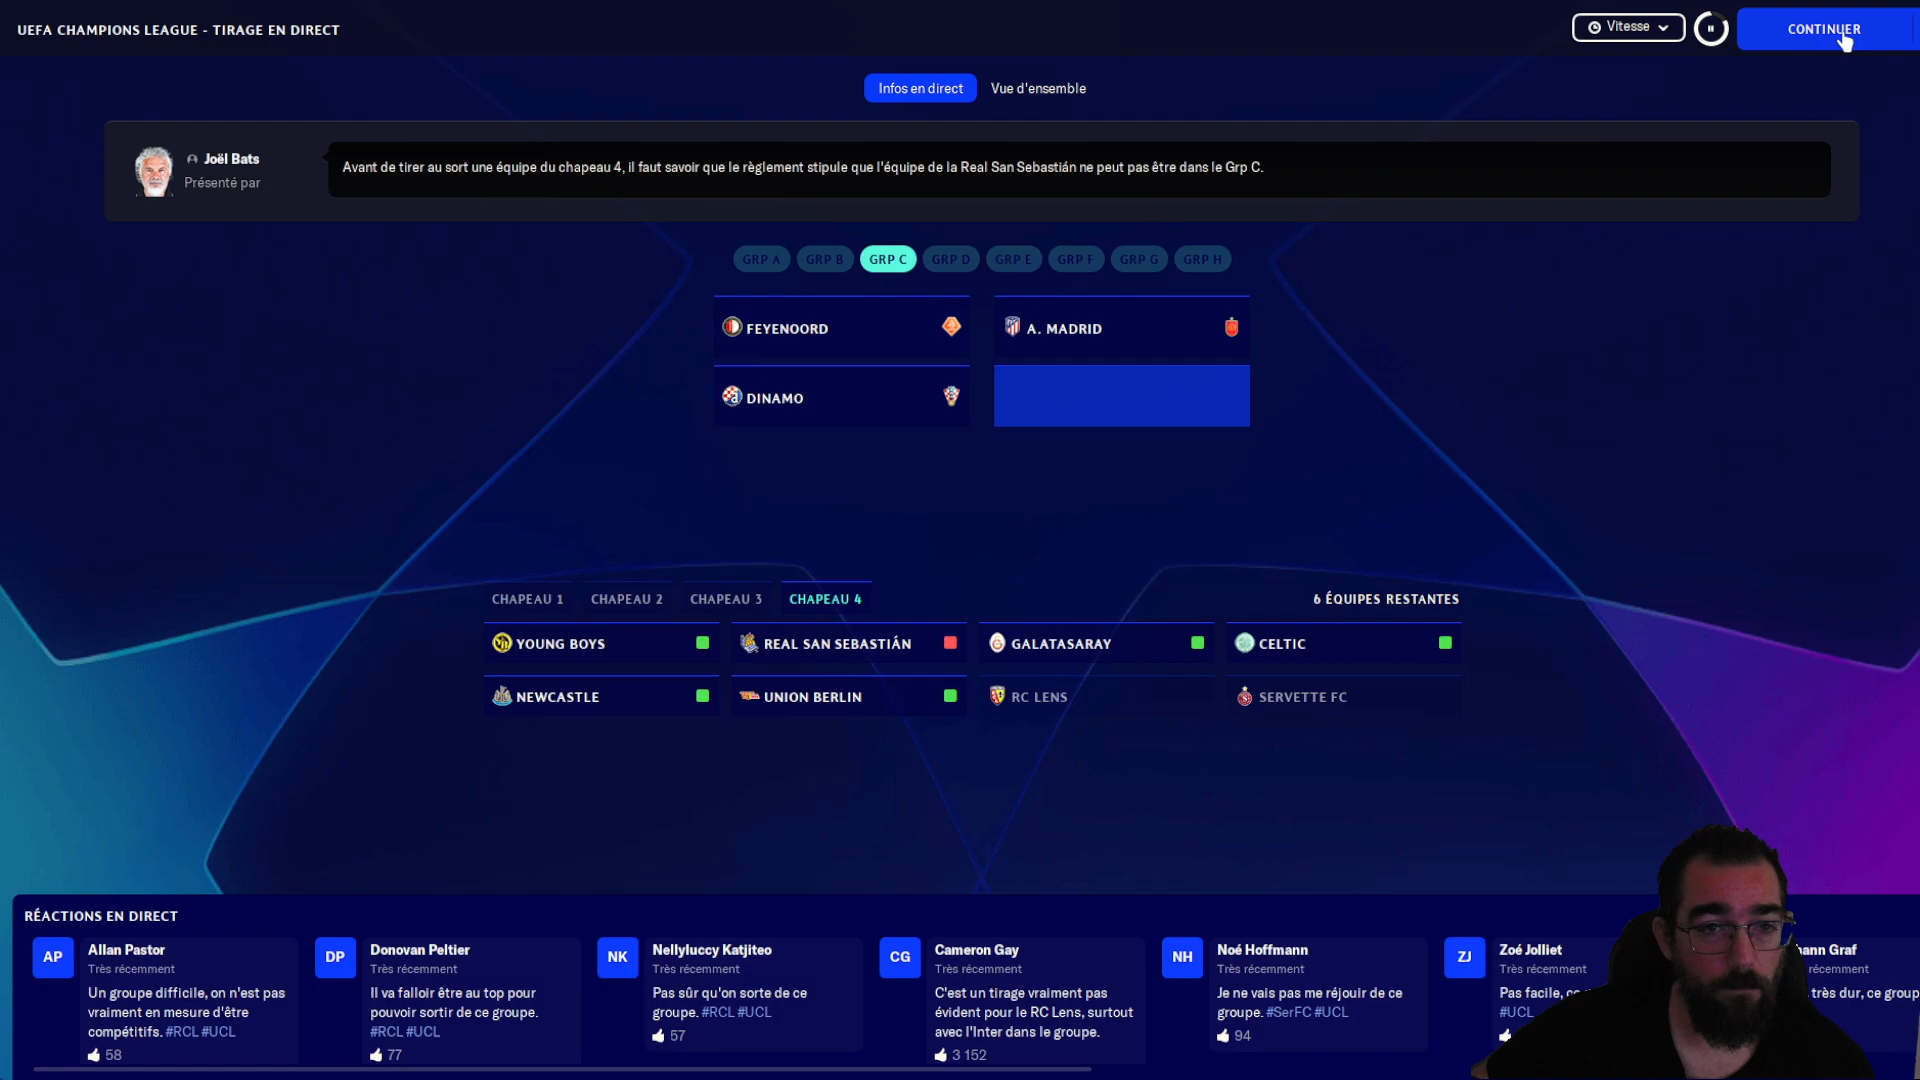 UEFA CHAMPIONS LEAGUE - TIRAGE EN DIRECT
Vitesse
CONTINUER
Infos en direct
Vue d'ensemble
Joël Bats
Présenté par
Avant de tirer au sort une équipe du chapeau 4, il faut savoir que le règlement stipule que l'équipe de la Real San Sebastián ne peut pas être dans le Grp C.
GRP A
GRP B
GRP C
GRP D
GRP E
GRP F
GRP G
GRP H
FEYENOORD
A. MADRID
DINAMO
CHAPEAU 1
CHAPEAU 2
CHAPEAU 3
CHAPEAU 4
6 ÉQUIPES RESTANTES
YOUNG BOYS
REAL SAN SEBASTIÁN
GALATASARAY
CELTIC
NEWCASTLE
UNION BERLIN
RC LENS
SERVETTE FC
RÉACTIONS EN DIRECT
AP
Allan Pastor
Très récemment
Un groupe difficile, on n'est pas
vraiment en mesure d'être
compétitifs. #RCL #UCL
58
DP
Donovan Peltier
Très récemment
Il va falloir être au top pour
pouvoir sortir de ce groupe.
#RCL #UCL
77
NK
Nellyluccy Katjiteo
Très récemment
Pas sûr qu'on sorte de ce
groupe. #RCL #UCL
57
CG
Cameron Gay
Très récemment
C'est un tirage vraiment pas
évident pour le RC Lens, surtout
avec l'Inter dans le groupe.
3 152
NH
Noé Hoffmann
Très récemment
Je ne vais pas me réjouir de ce
groupe. #SerFC #UCL
94
ZJ
Zoé Jolliet
Très récemment
Pas facile,
#UCL
Graf
récemment
très dur, ce group